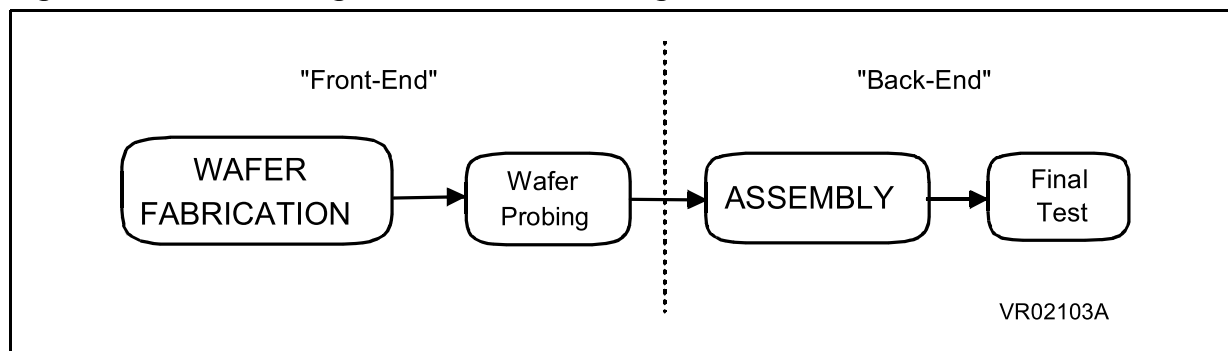 "Front-End"
"Back-End"
WAFER
FABRICATION
Wafer
Probing
ASSEMBLY
Final
Test
VR02103A